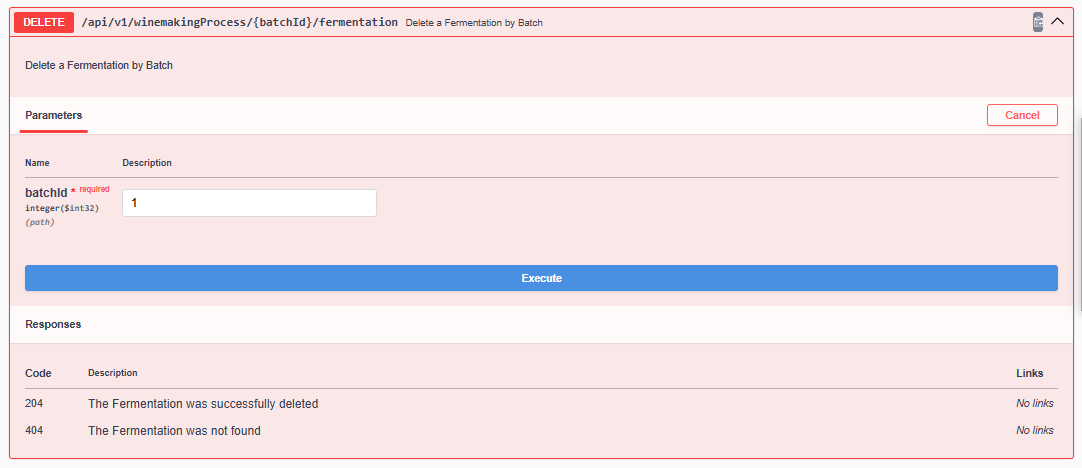 DELETE /api/v1/winemakingProcess/{batchId}/fermentation Delete a Fermentation by Batch
Delete a Fermentation by Batch
Parameters Cancel
Name Description
batchId * required
integer($int32)
(path)
1
Execute
Responses
Code Description Links
204 The Fermentation was successfully deleted No links
404 The Fermentation was not found No links